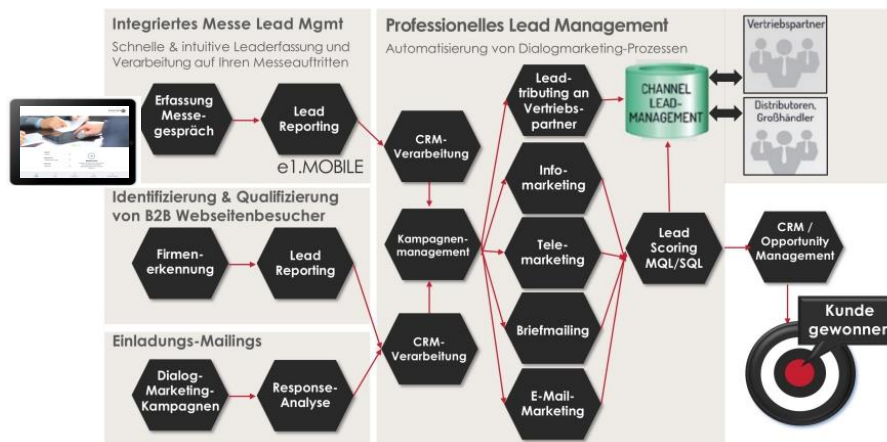 Integriertes Messe Lead Mgmt
Schnelle & intuitive Leaderfassung und
Verarbeitung auf Ihren Messeauftritten
Erfassung
Messe-
gespräch
Lead
Reporting
e1.MOBILE
Identifizierung & Qualifizierung
von B2B Webseitenbesucher
Firmen-
erkennung
Lead
Reporting
Einladungs-Mailings
Dialog-
Marketing-
Kampagnen
Response-
Analyse
Professionelles Lead Management
Automatisierung von Dialogmarketing-Prozessen
CRM-
Verarbeitung
Kampagnen-
management
CRM-
Verarbeitung
Lead-
tributing an
Vertriebs-
partner
Info-
marketing
Tele-
marketing
Briefmailing
E-Mail-
Marketing
CHANNEL
LEAD-
MANAGEMENT
Lead
Scoring
MQL/SQL
Vertriebspartner
Distributoren,
Großhändler
CRM /
Opportunity
Management
Kunde
gewonnen